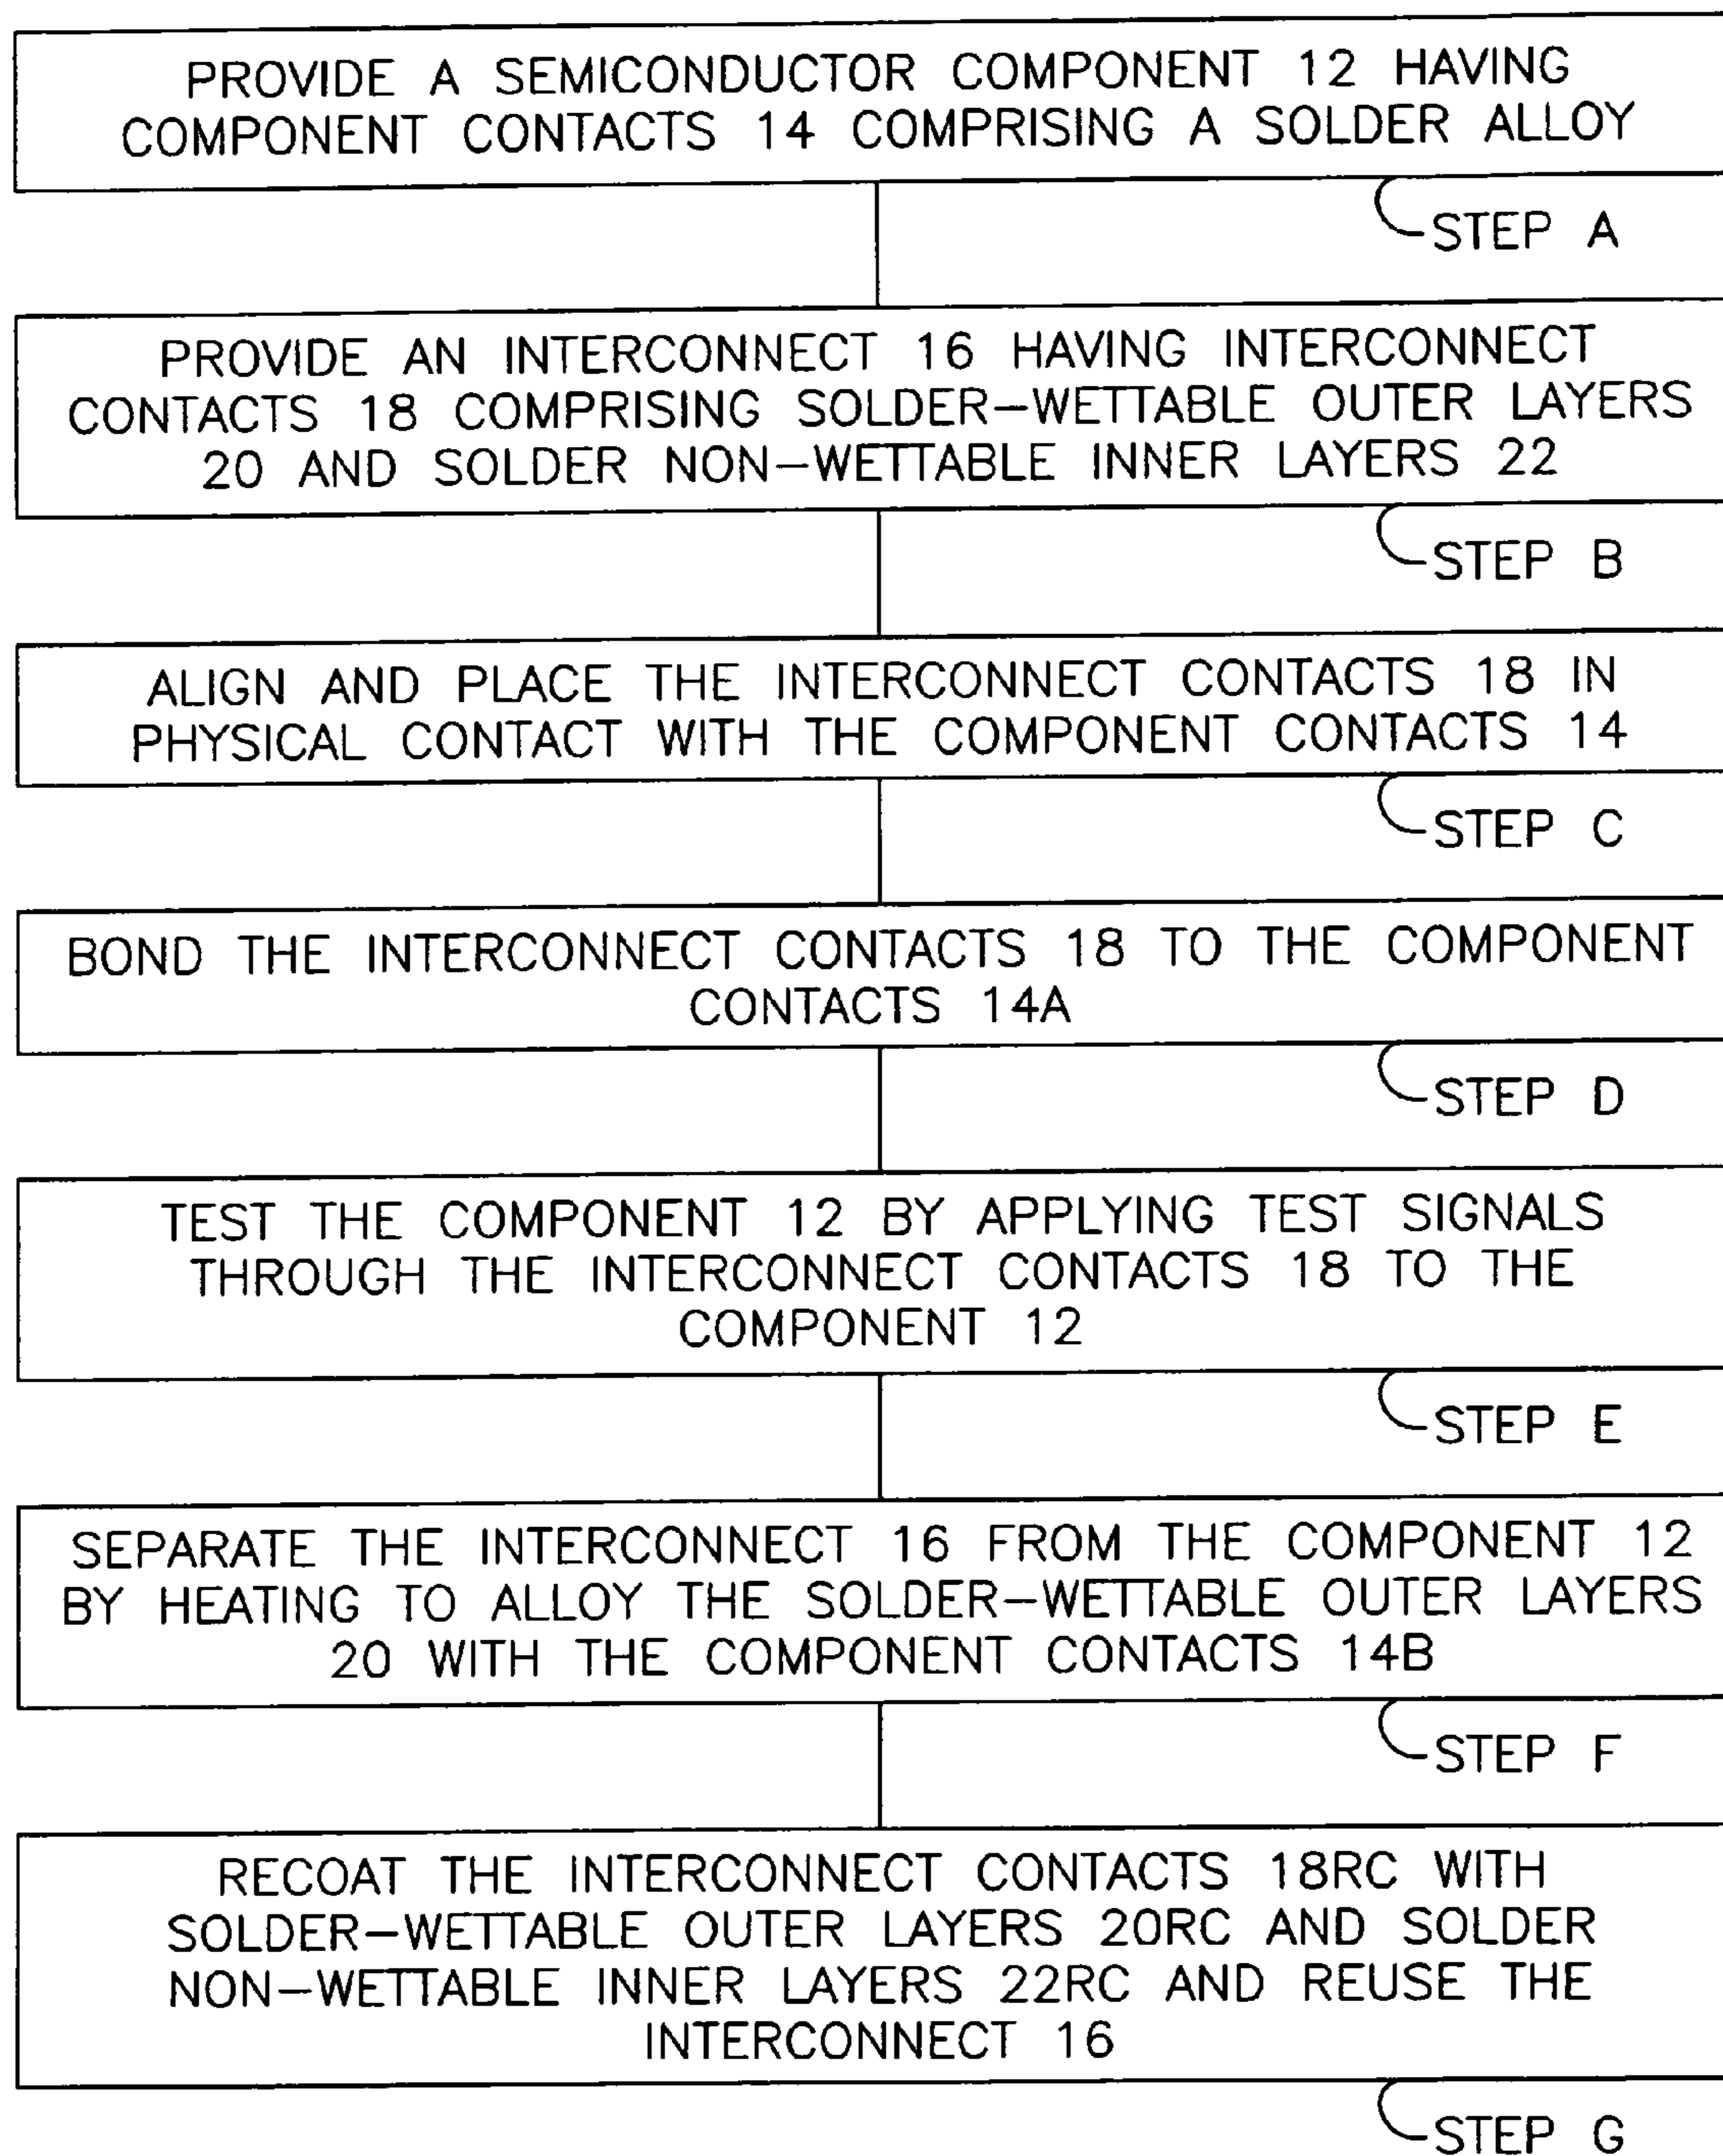 PROVIDE A SEMICONDUCTOR COMPONENT 12 HAVING
COMPONENT CONTACTS 14 COMPRISING A SOLDER ALLOY
STEP A
PROVIDE AN INTERCONNECT 16 HAVING INTERCONNECT
CONTACTS 18 COMPRISING SOLDER-WETTABLE OUTER LAYERS
20 AND SOLDER NON-WETTABLE INNER LAYERS 22
STEP B
ALIGN AND PLACE THE INTERCONNECT CONTACTS 18 IN
PHYSICAL CONTACT WITH THE COMPONENT CONTACTS 14
STEP C
BOND THE INTERCONNECT CONTACTS 18 TO THE COMPONENT
CONTACTS 14A
STEP D
TEST THE COMPONENT 12 BY APPLYING TEST SIGNALS
THROUGH THE INTERCONNECT CONTACTS 18 TO THE
COMPONENT 12
STEP E
SEPARATE THE INTERCONNECT 16 FROM THE COMPONENT 12
BY HEATING TO ALLOY THE SOLDER-WETTABLE OUTER LAYERS
20 WITH THE COMPONENT CONTACTS 14B
STEP F
RECOAT THE INTERCONNECT CONTACTS 18RC WITH
SOLDER-WETTABLE OUTER LAYERS 20RC AND SOLDER
NON-WETTABLE INNER LAYERS 22RC AND REUSE THE
INTERCONNECT 16
STEP G